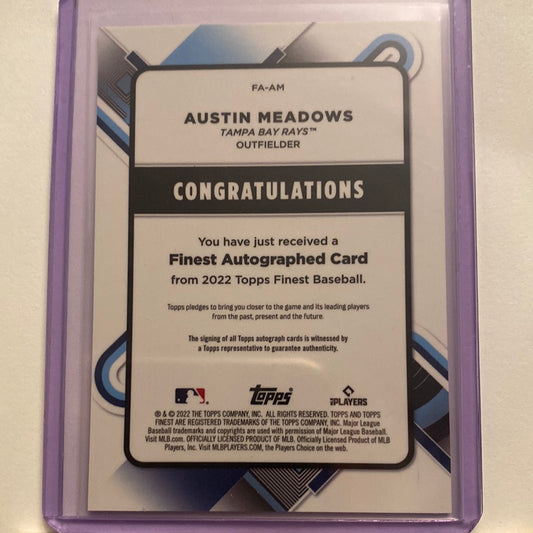 FA-AM
AUSTIN MEADOWS
TAMPA BAY RAYS™
OUTFIELDER
CONGRATULATIONS
You have just received a
Finest Autographed Card
from 2022 Topps Finest Baseball.
Topps pledges to bring you closer to the game and its leading players
from the past, present and the future.
The signing of all Topps autograph cards is witnessed by
a Topps representative to guarantee authenticity.
Topps
PLAYERS
® & © 2022 THE TOPPS COMPANY, INC. ALL RIGHTS RESERVED. TOPPS AND TOPPS
FINEST ARE REGISTERED TRADEMARKS OF THE TOPPS COMPANY, INC. Major League
Baseball trademarks and copyrights are used with permission of Major League Baseball.
Visit MLB.com. OFFICIALLY LICENSED PRODUCT OF MLB. Officially Licensed Product of MLB
Players, Inc. Visit MLBPLAYERS.COM, the Players Choice on the web.